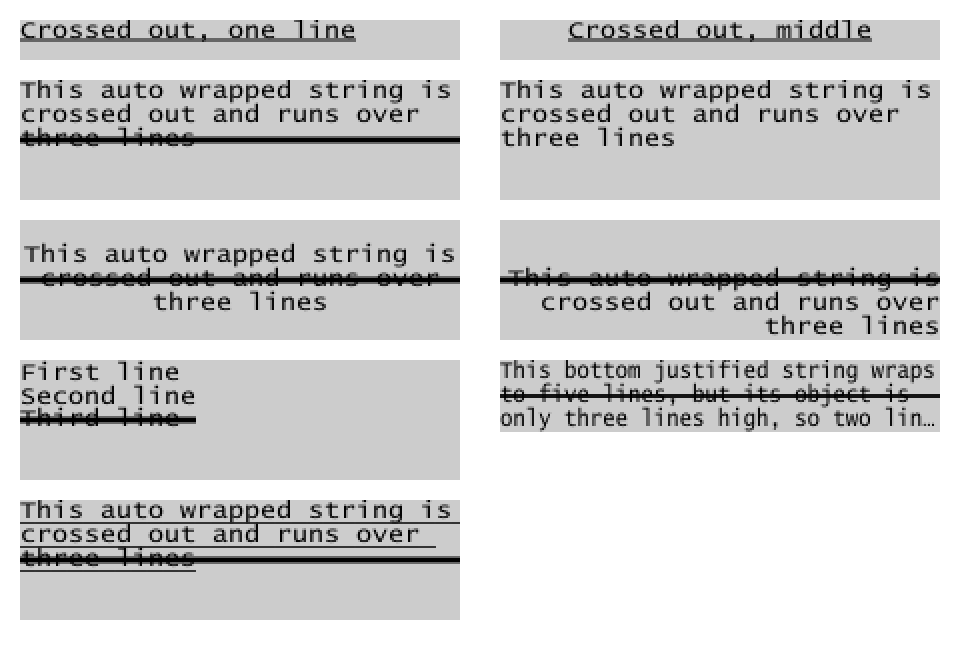 Crossed out, one line
Crossed out, middle
This auto wrapped string is
crossed out and runs over
three lines
This auto wrapped string is
crossed out and runs over
three lines
This auto wrapped string is
crossed out and runs over
three lines
This auto wrapped string is
crossed out and runs over
three lines
First line
Second line
Third line
This bottom justified string wraps
to five lines, but its object is
only three lines high, so two lin…
This auto wrapped string is
crossed out and runs over
three lines